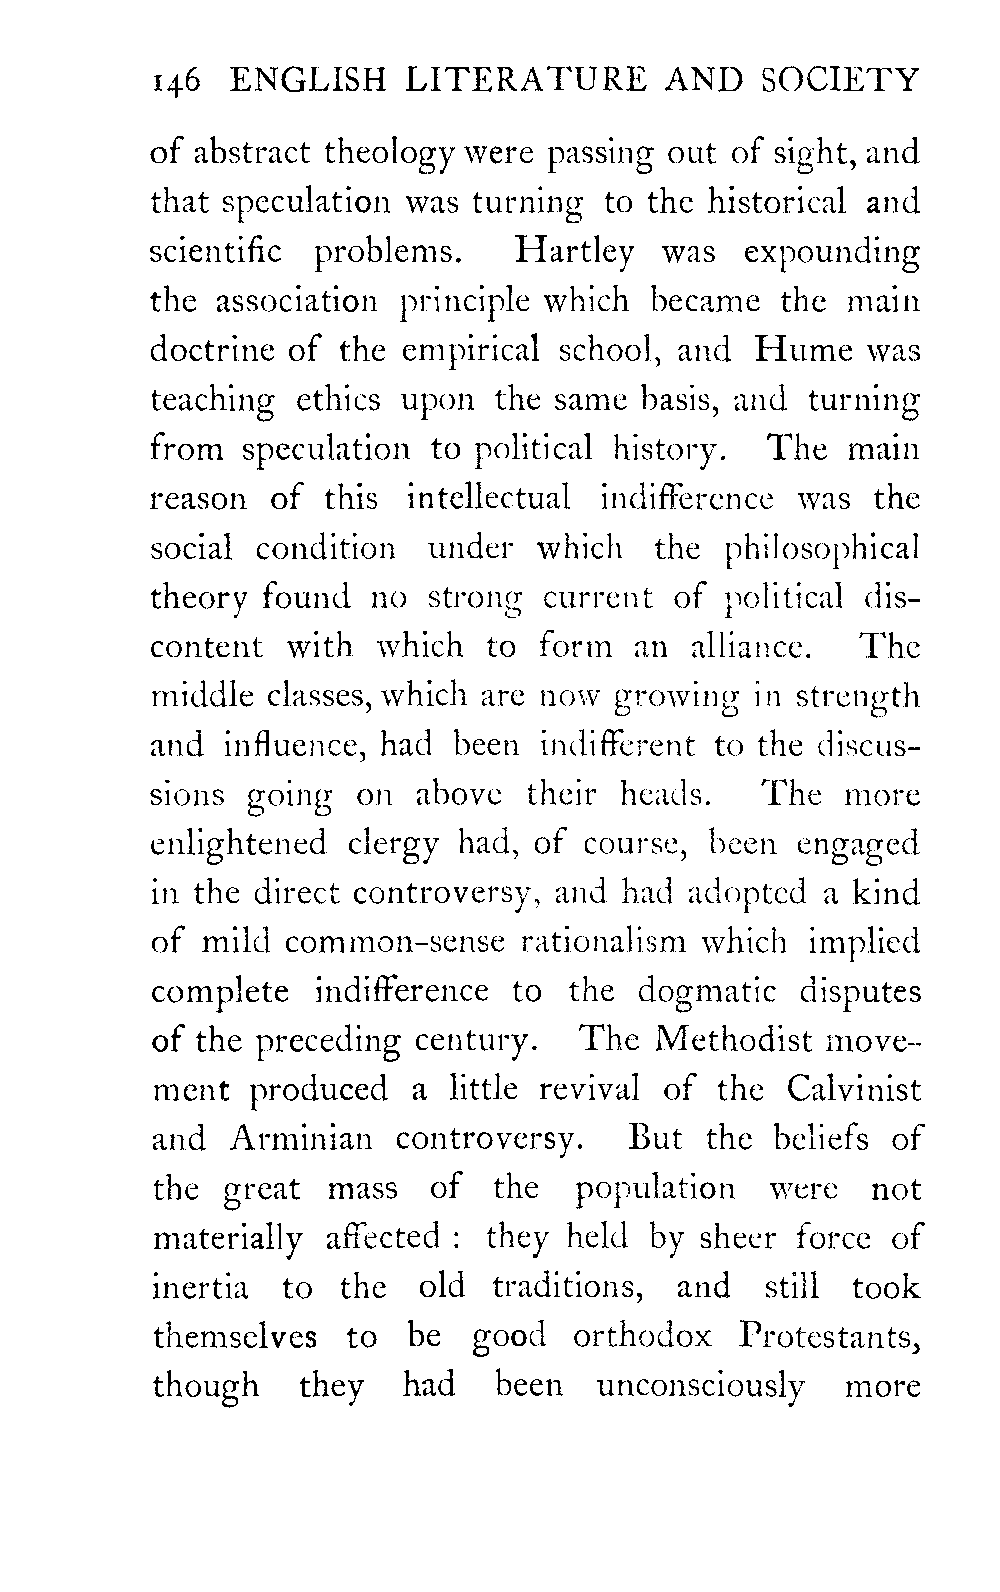 146 ENGLISH LITERATURE AND SOCIETY
of abstract theology were passing out of sight, and
that speculation was turning to the historical and
scientific problems. Hartley was expounding
the association principle which became the main
doctrine of the empirical school, and Hume was
teaching ethics upon the same basis, and turning
from speculation to political history. The main
reason of this intellectual indifference was the
social condition under which the philosophical
theory found no strong current of political dis-
content with which to form an alliance. The
middle classes, which are now growing in strength
and influence, had been indifferent to the discus-
sions going on above their heads. The more
enlightened clergy had, of course, been engaged
in the direct controversy, and had adopted a kind
of mild common-sense rationalism which implied
complete indifference to the dogmatic disputes
of the preceding century. The Methodist move-
ment produced a little revival of the Calvinist
and Arminian controversy. But the beliefs of
the great mass of the population were not
materially affected : they held by sheer force of
inertia to the old traditions, and still took
themselves to be good orthodox Protestants,
though they had been unconsciously more